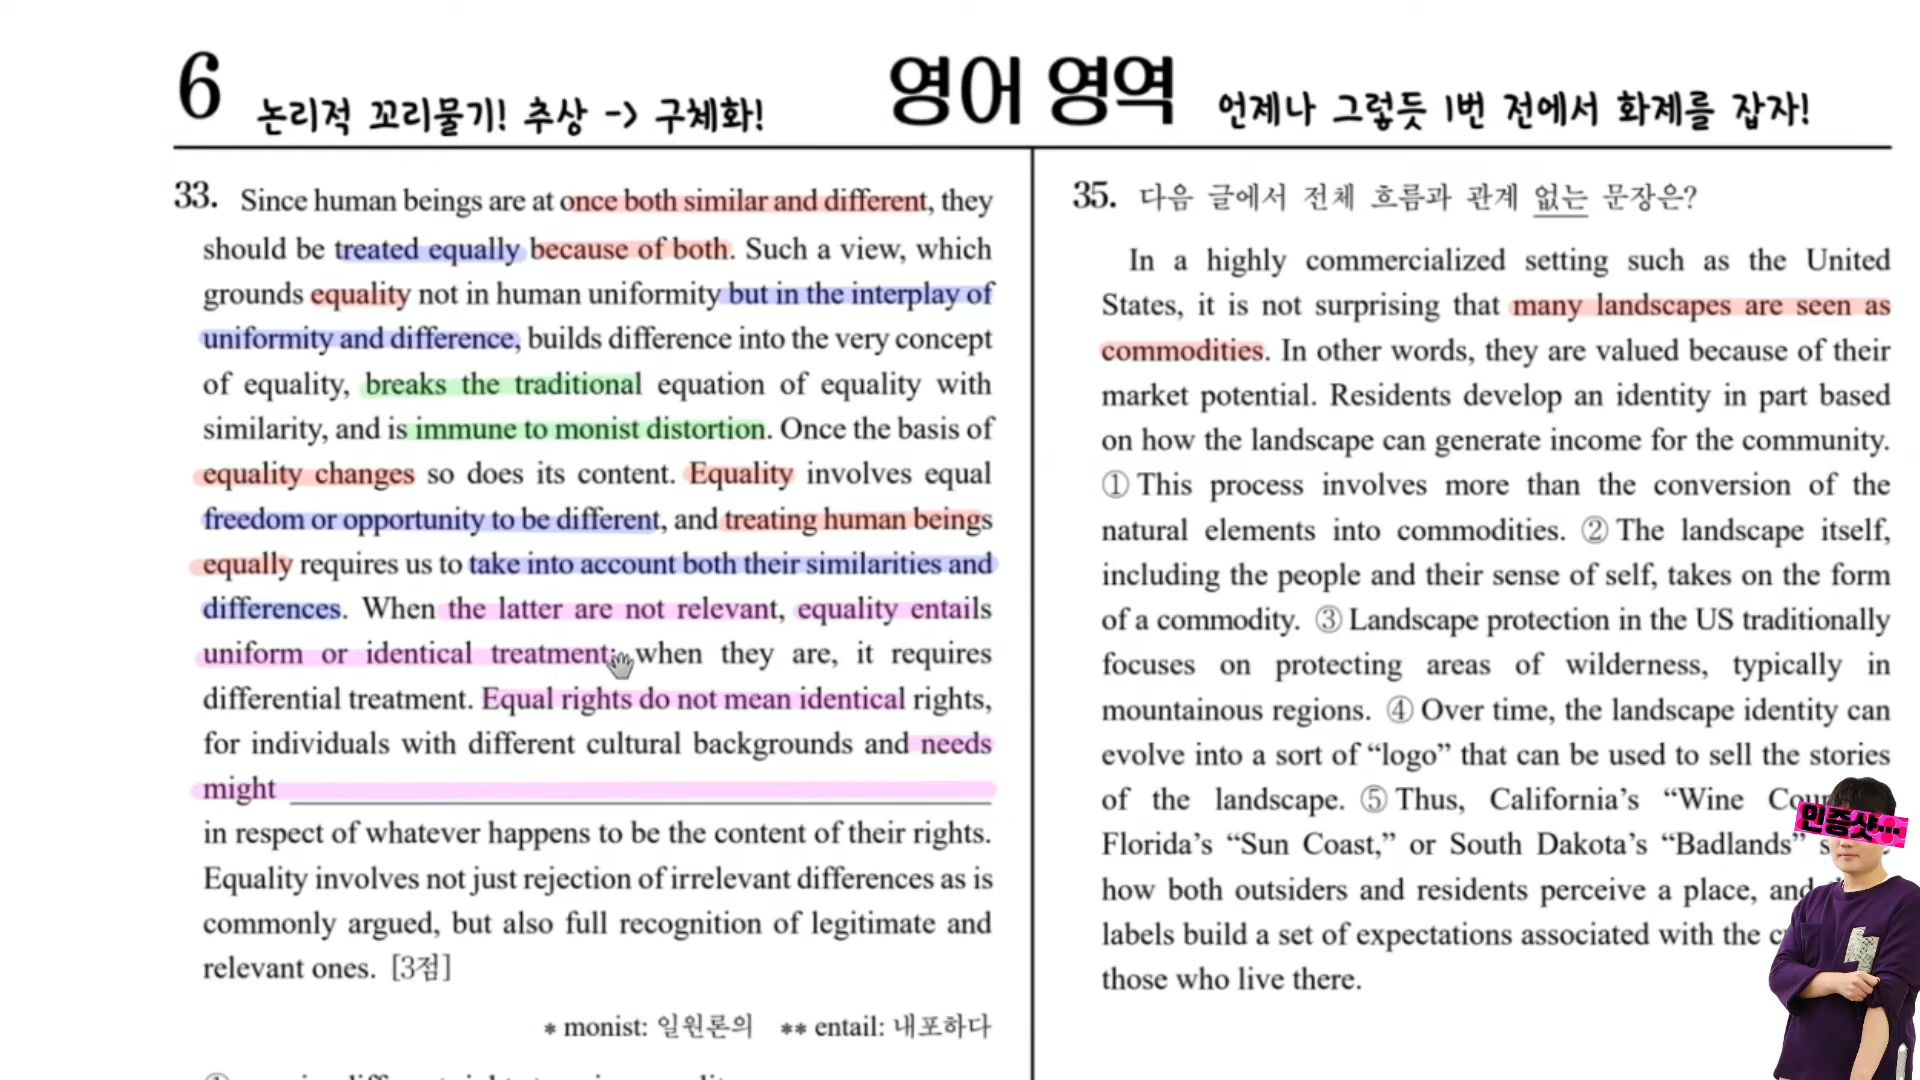 6 논리적 꼬리물기! 추상 -> 구체화! 영어 영역 언제나 그렇듯 1번 전에서 화제를 잡자!
33. Since human beings are at once both similar and different, they
should be treated equally because of both. Such a view, which
grounds equality not in human uniformity but in the interplay of
uniformity and difference, builds difference into the very concept
of equality, breaks the traditional equation of equality with
similarity, and is immune to monist distortion. Once the basis of
equality changes so does its content. Equality involves equal
freedom or opportunity to be different, and treating human beings
equally requires us to take into account both their similarities and
differences. When the latter are not relevant, equality entails
uniform or identical treatment; when they are, it requires
differential treatment. Equal rights do not mean identical rights,
for individuals with different cultural backgrounds and needs
might
in respect of whatever happens to be the content of their rights.
Equality involves not just rejection of irrelevant differences as is
commonly argued, but also full recognition of legitimate and
relevant ones. [3점]
* monist: 일원론의 ** entail: 내포하다
35. 다음 글에서 전체 흐름과 관계 없는 문장은?
In a highly commercialized setting such as the United
States, it is not surprising that many landscapes are seen as
commodities. In other words, they are valued because of their
market potential. Residents develop an identity in part based
on how the landscape can generate income for the community.
① This process involves more than the conversion of the
natural elements into commodities. ② The landscape itself,
including the people and their sense of self, takes on the form
of a commodity. ③ Landscape protection in the US traditionally
focuses on protecting areas of wilderness, typically in
mountainous regions. ④ Over time, the landscape identity can
evolve into a sort of “logo” that can be used to sell the stories
of the landscape. ⑤ Thus, California’s “Wine
Florida’s “Sun Coast,” or South Dakota’s “Badlands”
how both outsiders and residents perceive a place, and
labels build a set of expectations associated with the
those who live there.
인증샷...